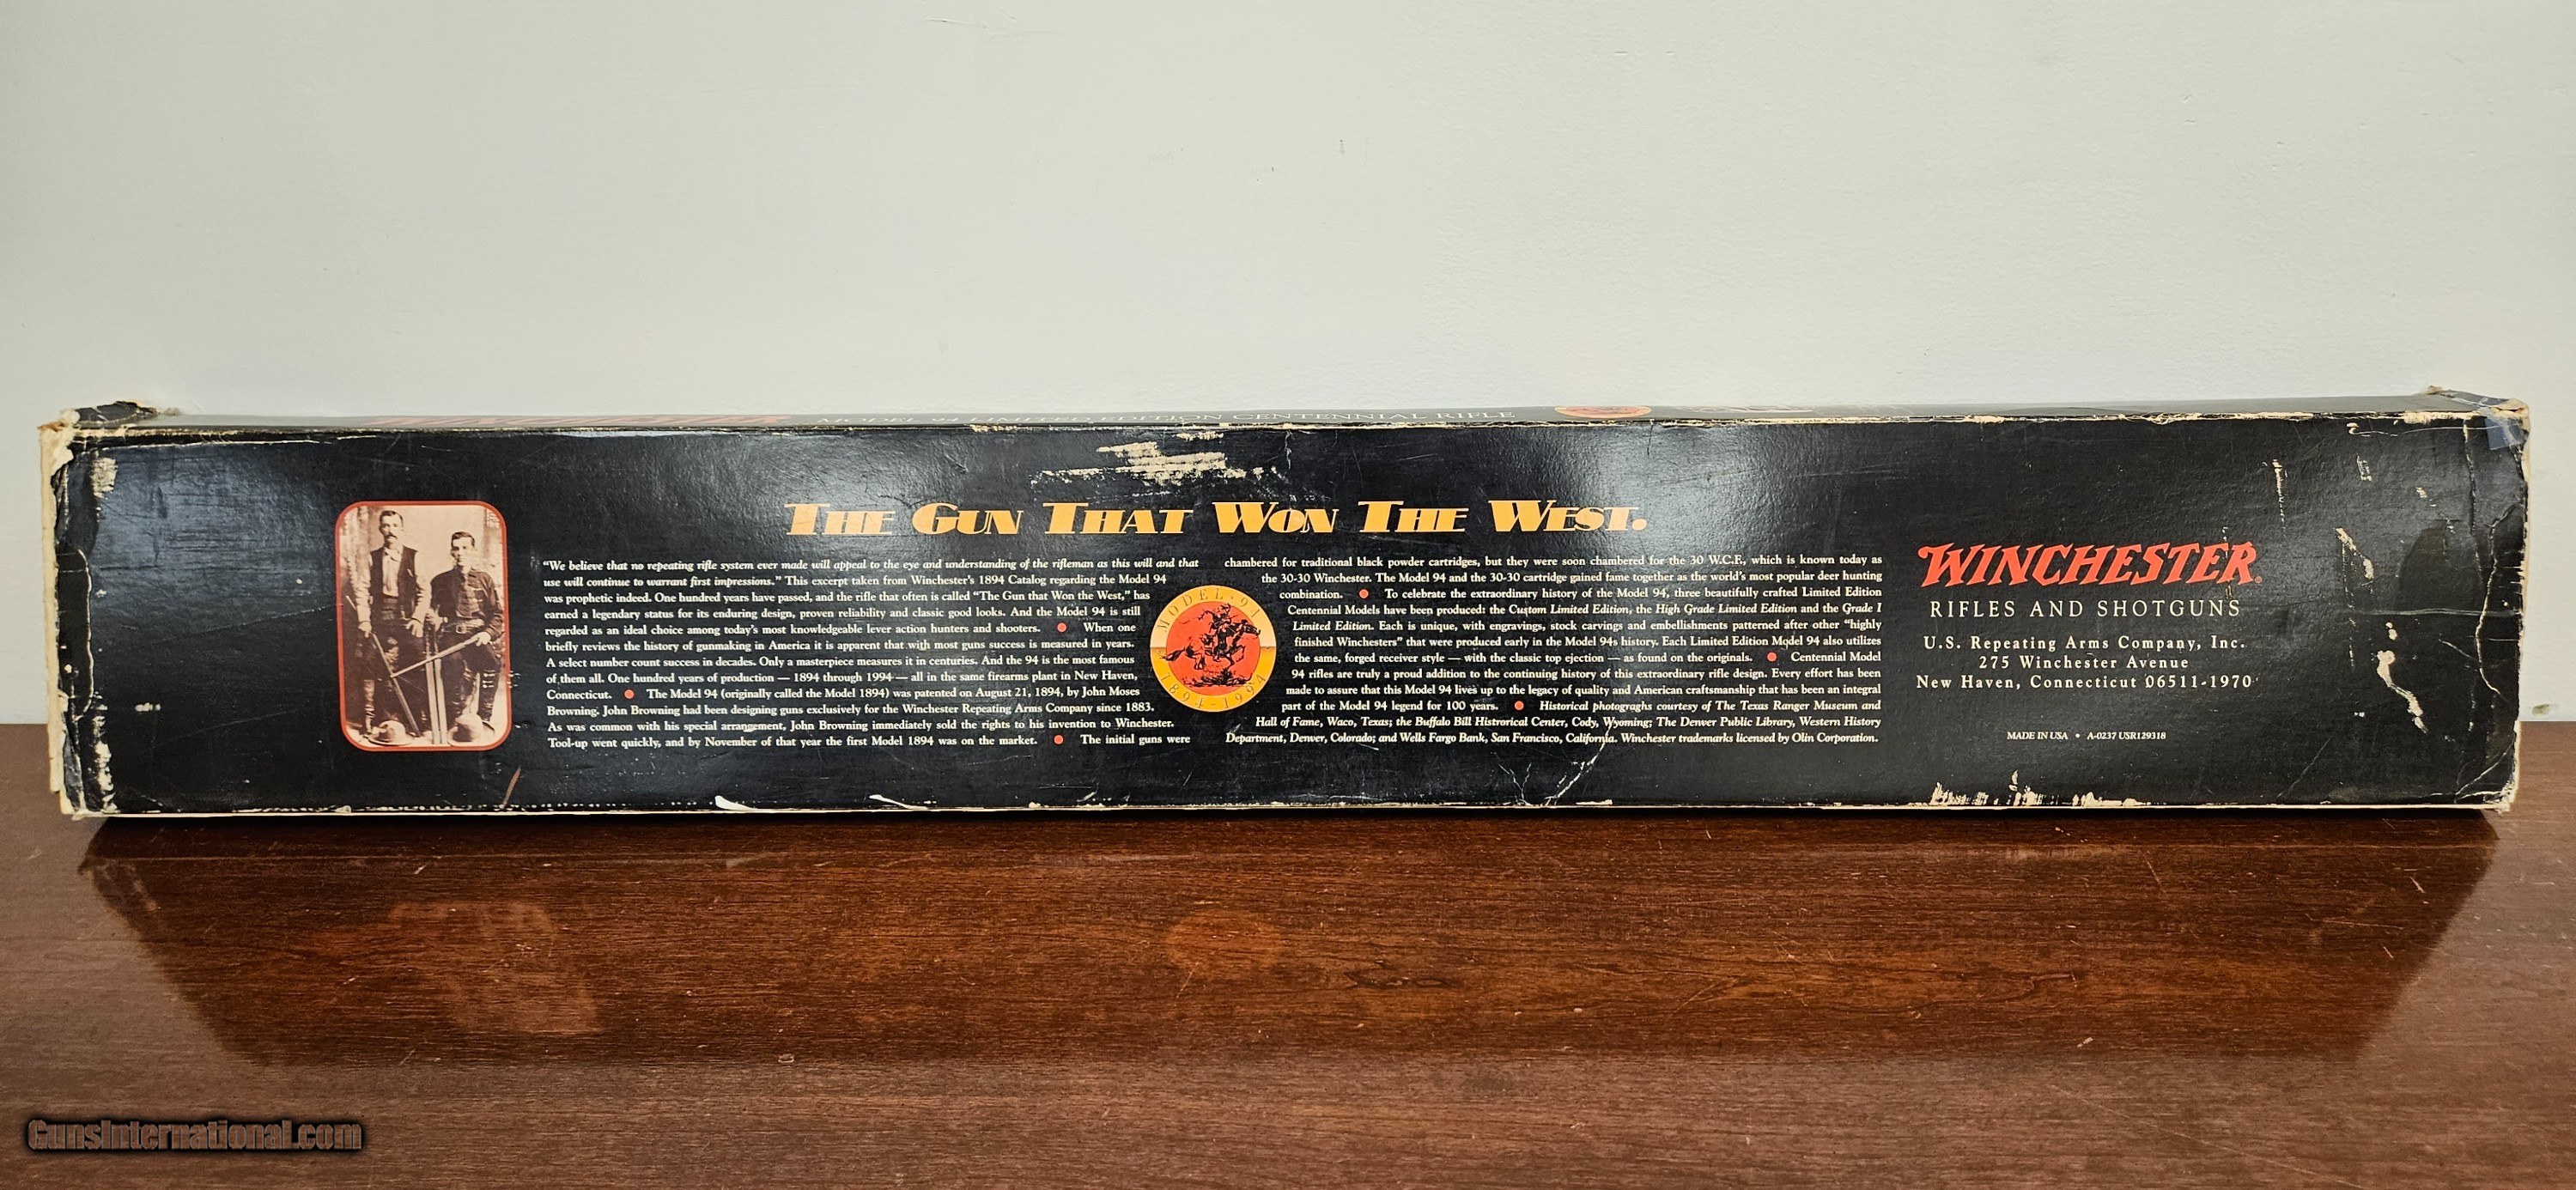 MODEL 94 LIMITED EDITION CENTENNIAL RIFLE
THE GUN THAT WON THE WEST.
"We believe that no repeating rifle system ever made will appeal to the eye and understanding of the rifleman as this will and that
use will continue to warrant first impressions." This excerpt taken from Winchester's 1894 Catalog regarding the Model 94
was prophetic indeed. One hundred years have passed, and the rifle that often is called "The Gun that Won the West," has
earned a legendary status for its enduring design, proven reliability and classic good looks. And the Model 94 is still
regarded as an ideal choice among today's most knowledgeable lever action hunters and shooters. ● When one
briefly reviews the history of gunmaking in America it is apparent that with most guns success is measured in years.
A select number count success in decades. Only a masterpiece measures it in centuries. And the 94 is the most famous
of them all. One hundred years of production — 1894 through 1994 — all in the same firearms plant in New Haven,
Connecticut. ● The Model 94 (originally called the Model 1894) was patented on August 21, 1894, by John Moses
Browning. John Browning had been designing guns exclusively for the Winchester Repeating Arms Company since 1883.
As was common with his special arrangement, John Browning immediately sold the rights to his invention to Winchester.
Tool-up went quickly, and by November of that year the first Model 1894 was on the market. ● The initial guns were
MODEL · 94
1894 - 1994
chambered for traditional black powder cartridges, but they were soon chambered for the 30 W.C.F., which is known today as
the 30-30 Winchester. The Model 94 and the 30-30 cartridge gained fame together as the world's most popular deer hunting
combination. ● To celebrate the extraordinary history of the Model 94, three beautifully crafted Limited Edition
Centennial Models have been produced: the Custom Limited Edition, the High Grade Limited Edition and the Grade I
Limited Edition. Each is unique, with engravings, stock carvings and embellishments patterned after other "highly
finished Winchesters" that were produced early in the Model 94s history. Each Limited Edition Model 94 also utilizes
the same, forged receiver style — with the classic top ejection — as found on the originals. ● Centennial Model
94 rifles are truly a proud addition to the continuing history of this extraordinary rifle design. Every effort has been
made to assure that this Model 94 lives up to the legacy of quality and American craftsmanship that has been an integral
part of the Model 94 legend for 100 years. ● Historical photograghs courtesy of The Texas Ranger Museum and
Hall of Fame, Waco, Texas; the Buffalo Bill Histrorical Center, Cody, Wyoming; The Denver Public Library, Western History
Department, Denver, Colorado; and Wells Fargo Bank, San Francisco, California. Winchester trademarks licensed by Olin Corporation.
WINCHESTER®
RIFLES AND SHOTGUNS
U.S. Repeating Arms Company, Inc.
275 Winchester Avenue
New Haven, Connecticut 06511-1970
MADE IN USA • A-0237 USR129318
GunsInternational.com